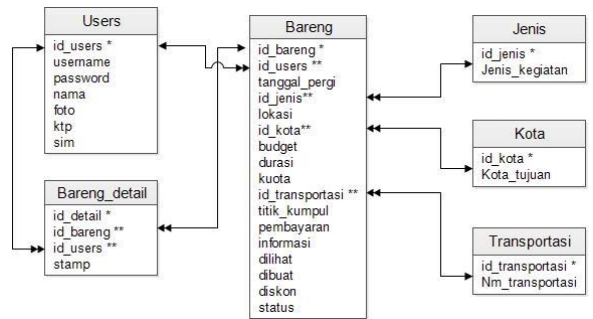 Users
id_users *
username
password
nama
foto
ktp
sim
Bareng_detail
id_detail *
id_bareng **
id_users **
stamp
Bareng
id_bareng *
id_users **
tanggal_pergi
id_jenis**
lokasi
id_kota**
budget
durasi
kuota
id_transportasi **
titik_kumpul
pembayaran
informasi
dilihat
dibuat
diskon
status
Jenis
id_jenis *
Jenis_kegiatan
Kota
id_kota *
Kota_tujuan
Transportasi
id_transportasi *
Nm_transportasi